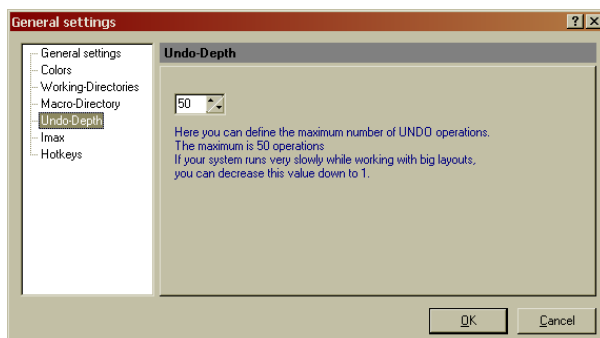 General settings
General settings
Colors
Working-Directories
Macro-Directory
Undo-Depth
Imax
Hotkeys
Undo-Depth
50
Here you can define the maximum number of UNDO operations.
The maximum is 50 operations
If your system runs very slowly while working with big layouts,
you can decrease this value down to 1.
OK
Cancel